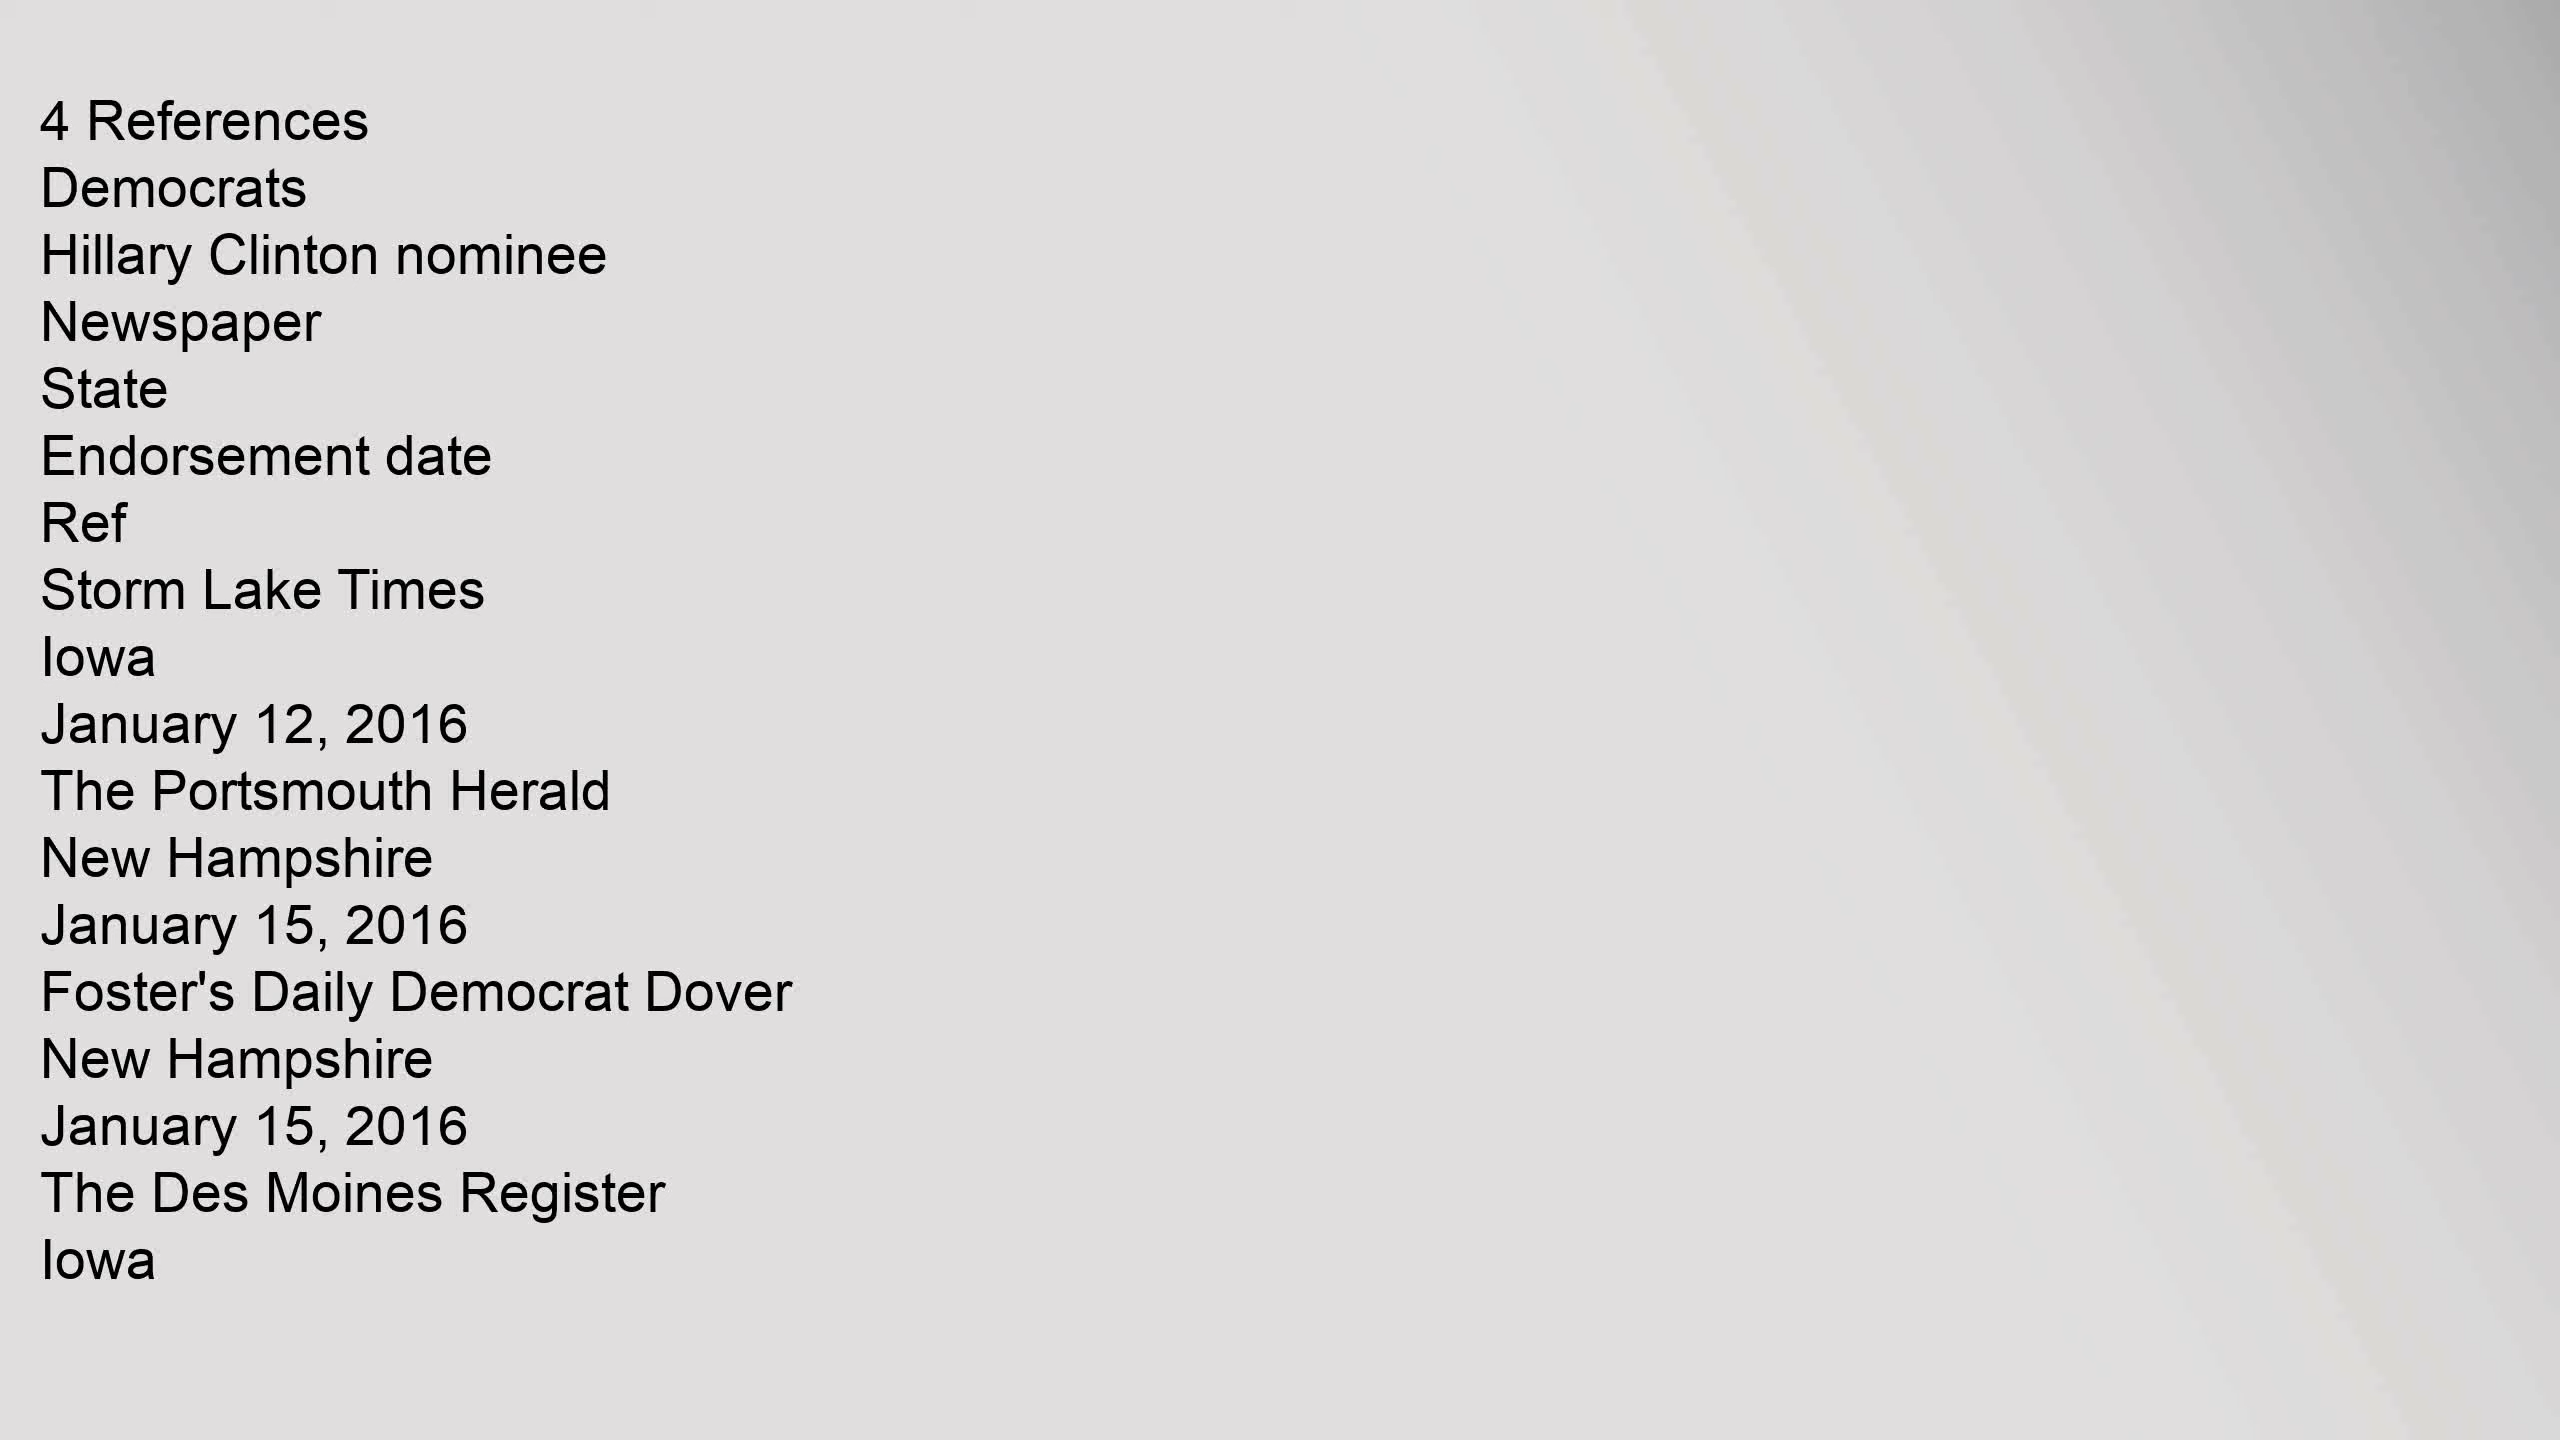 4 References
Democrats
Hillary Clinton nominee
Newspaper
State
Endorsement date
Ref
Storm Lake Times
Iowa
January 12, 2016
The Portsmouth Herald
New Hampshire
January 15, 2016
Foster's Daily Democrat Dover
New Hampshire
January 15, 2016
The Des Moines Register
Iowa